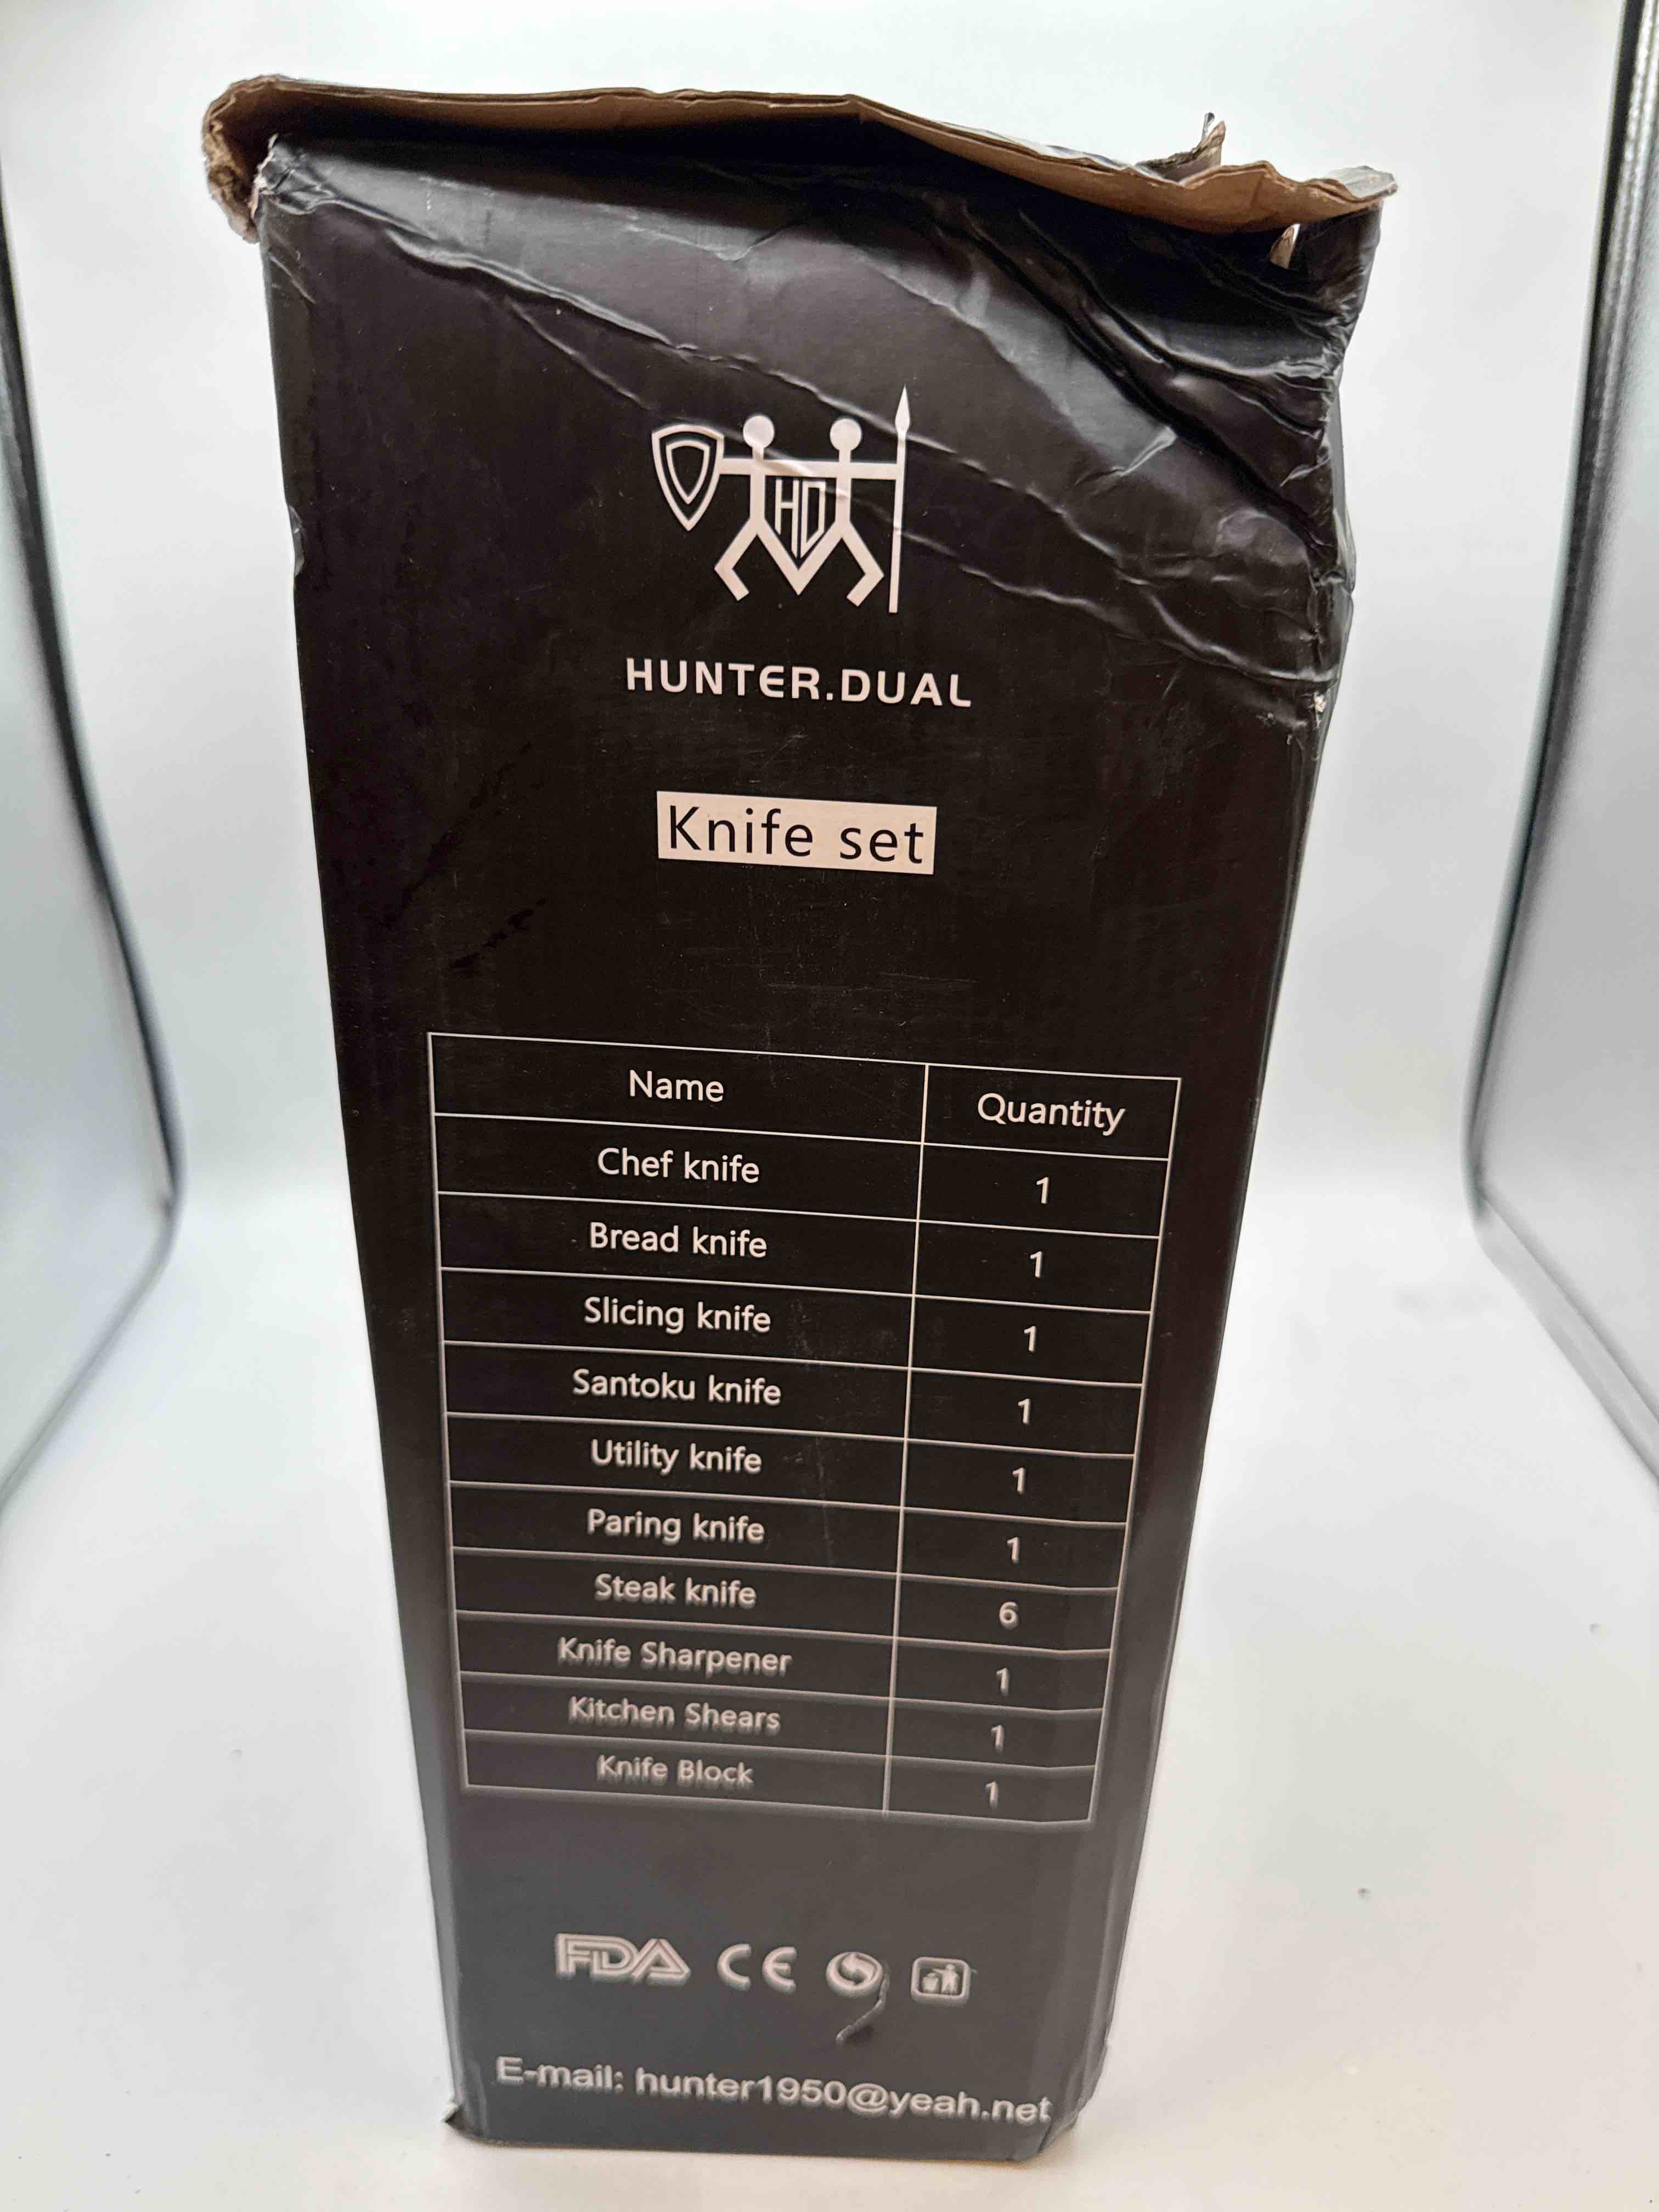 HD
HUNTER.DUAL
Knife set
Name Quantity
Chef knife 1
Bread knife 1
Slicing knife 1
Santoku knife 1
Utility knife 1
Paring knife 1
Steak knife 6
Knife Sharpener 1
Kitchen Shears 1
Knife Block 1
FDA CE
E-mail: hunter1950@yeah.net